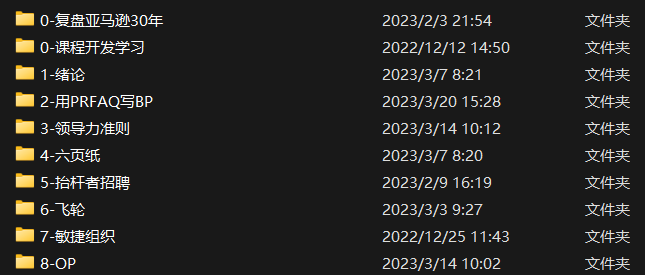 0-复盘亚马逊30年 2023/2/3 21:54 文件夹
0-课程开发学习 2022/12/12 14:50 文件夹
1-绪论 2023/3/7 8:21 文件夹
2-用PRFAQ写BP 2023/3/20 15:28 文件夹
3-领导力准则 2023/3/14 10:12 文件夹
4-六页纸 2023/3/7 8:20 文件夹
5-抬杆者招聘 2023/2/9 16:19 文件夹
6-飞轮 2023/3/3 9:27 文件夹
7-敏捷组织 2022/12/25 11:43 文件夹
8-OP 2023/3/14 10:02 文件夹